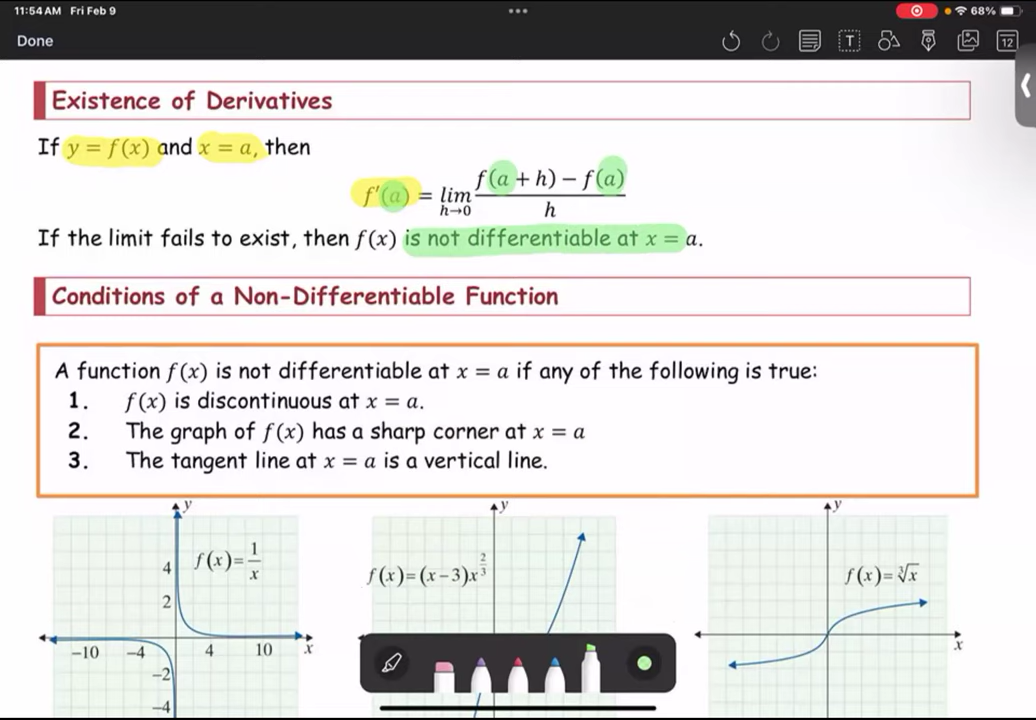 11:54 AM Fri Feb 9
68%
Done
T
12
Existence of Derivatives
If y = f(x) and x = a, then
f'(a) = lim h→0 f(a + h) − f(a) / h
If the limit fails to exist, then f(x) is not differentiable at x = a.
Conditions of a Non-Differentiable Function
A function f(x) is not differentiable at x = a if any of the following is true:
1. f(x) is discontinuous at x = a.
2. The graph of f(x) has a sharp corner at x = a
3. The tangent line at x = a is a vertical line.
y
f(x)=1/x
4
2
−10 −4 4 10 x
−2
−4
y
f(x)=(x−3)x^(2/3)
y
f(x)=∛x
x